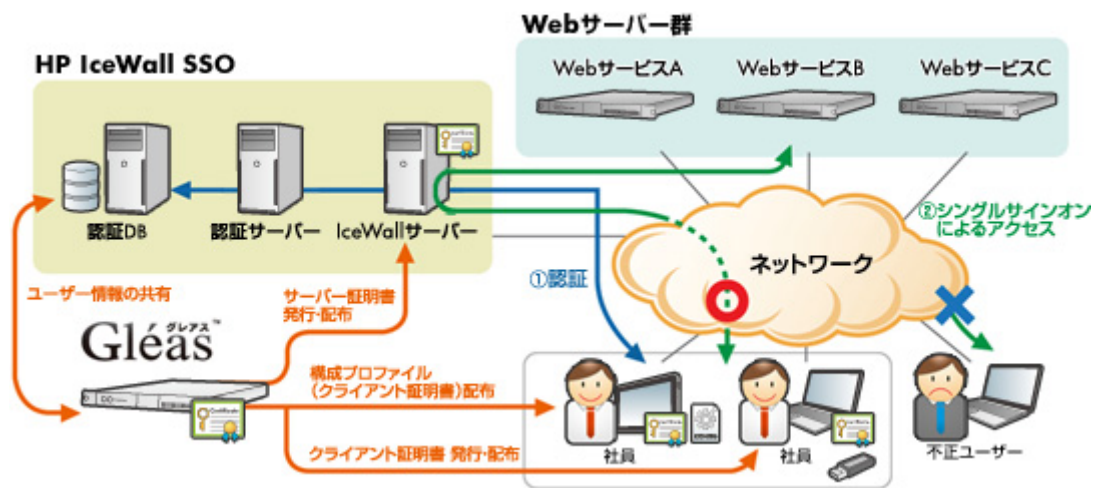 Webサーバー群
HP IceWall SSO
WebサービスA
WebサービスB
WebサービスC
認証DB
認証サーバー
IceWallサーバー
②シングルサインオン
によるアクセス
ネットワーク
①認証
ユーザー情報の共有
サーバー証明書
発行・配布
グレアス™
Gléas
構成プロファイル
(クライアント証明書)配布
クライアント証明書 発行・配布
社員
社員
不正ユーザー